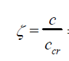 ζ = c / c_cr